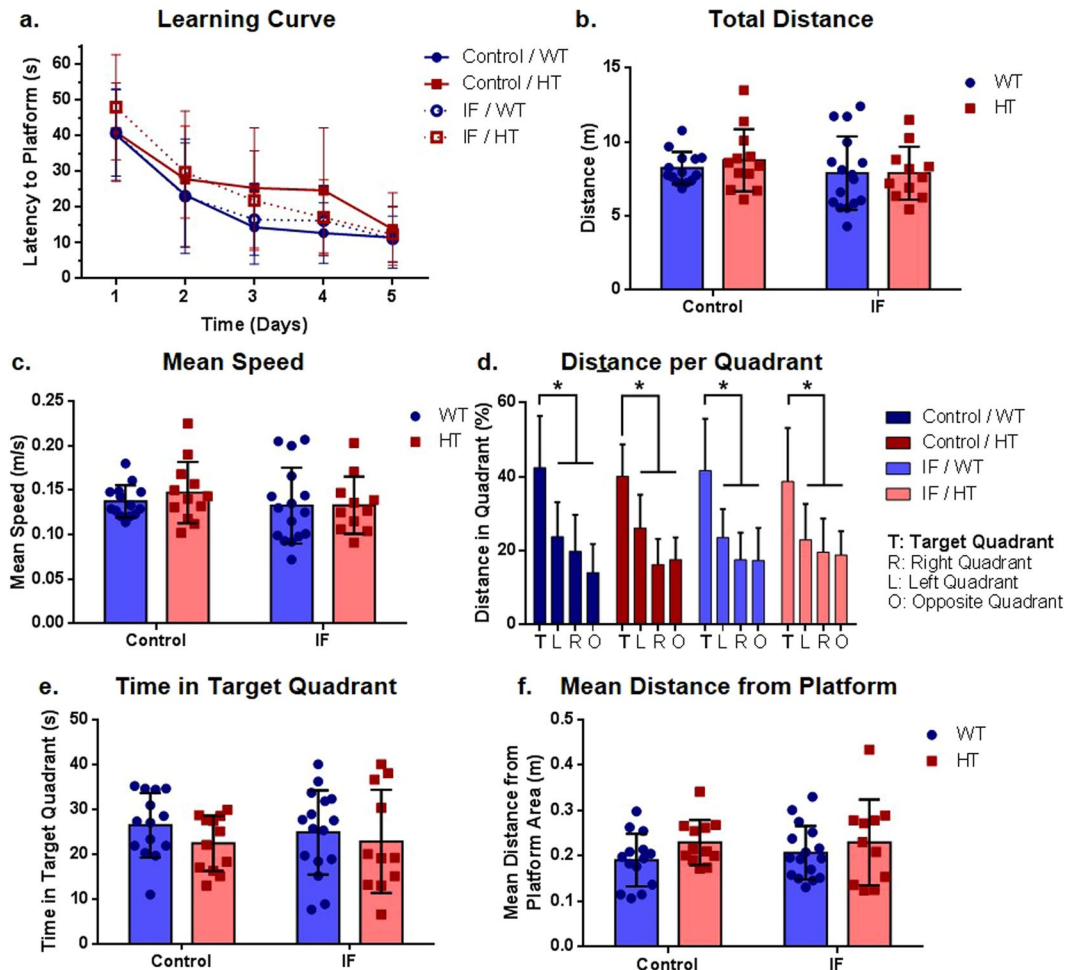 a. Learning Curve
Latency to Platform (s)
60
50
40
30
20
10
0
1 2 3 4 5
Time (Days)
Control / WT
Control / HT
IF / WT
IF / HT
b. Total Distance
Distance (m)
15
10
5
0
Control IF
WT
HT
c. Mean Speed
Mean Speed (m/s)
0.25
0.20
0.15
0.10
0.05
0.00
Control IF
WT
HT
d. Distance per Quadrant
Distance in Quadrant (%)
60
40
20
0
* * * *
T L R O T L R O T L R O T L R O
Control / WT
Control / HT
IF / WT
IF / HT
T: Target Quadrant
R: Right Quadrant
L: Left Quadrant
O: Opposite Quadrant
e. Time in Target Quadrant
Time in Target Quadrant (s)
50
40
30
20
10
0
Control IF
f. Mean Distance from Platform
Mean Distance from
Platform Area (m)
0.5
0.4
0.3
0.2
0.1
0.0
Control IF
WT
HT